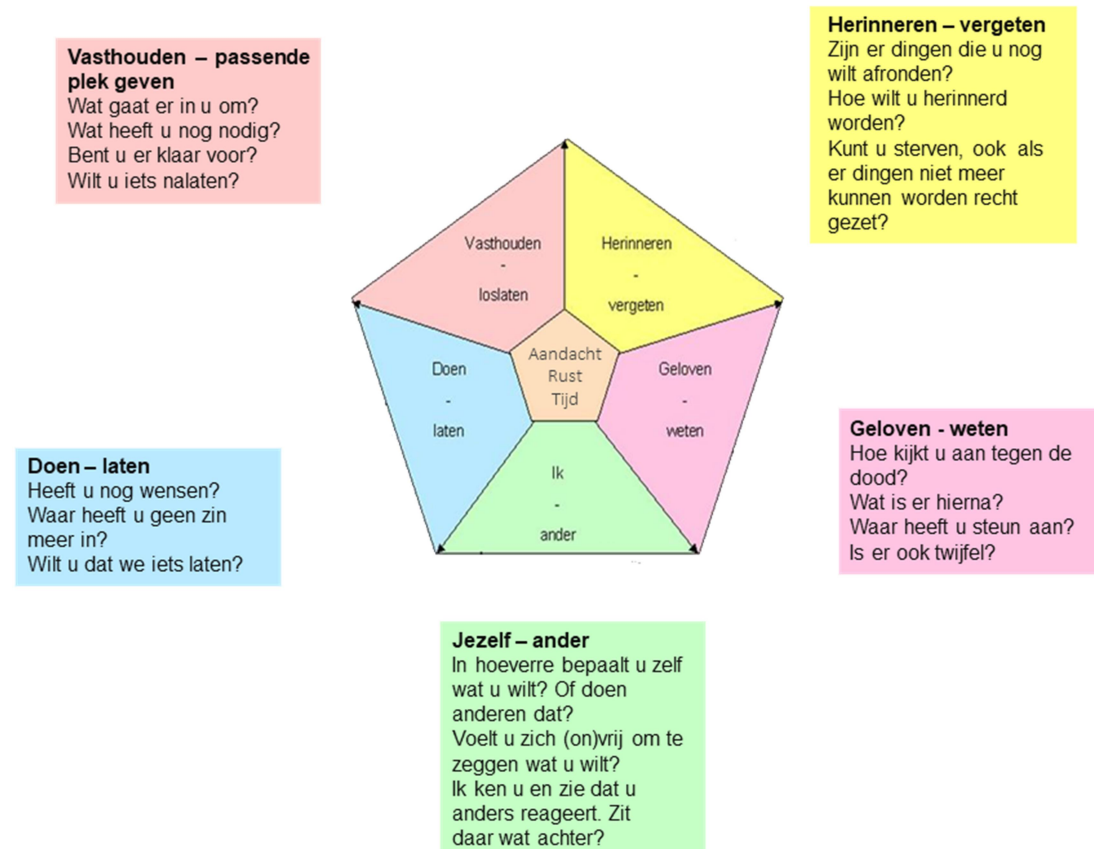 Vasthouden – passende
plek geven
Wat gaat er in u om?
Wat heeft u nog nodig?
Bent u er klaar voor?
Wilt u iets nalaten?
Herinneren – vergeten
Zijn er dingen die u nog
wilt afronden?
Hoe wilt u herinnerd
worden?
Kunt u sterven, ook als
er dingen niet meer
kunnen worden recht
gezet?
Vasthouden
-
loslaten
Herinneren
-
vergeten
Aandacht
Rust
Tijd
Doen
-
laten
Geloven
-
weten
Ik
-
ander
Doen – laten
Heeft u nog wensen?
Waar heeft u geen zin
meer in?
Wilt u dat we iets laten?
Geloven - weten
Hoe kijkt u aan tegen de
dood?
Wat is er hierna?
Waar heeft u steun aan?
Is er ook twijfel?
Jezelf – ander
In hoeverre bepaalt u zelf
wat u wilt? Of doen
anderen dat?
Voelt u zich (on)vrij om te
zeggen wat u wilt?
Ik ken u en zie dat u
anders reageert. Zit
daar wat achter?